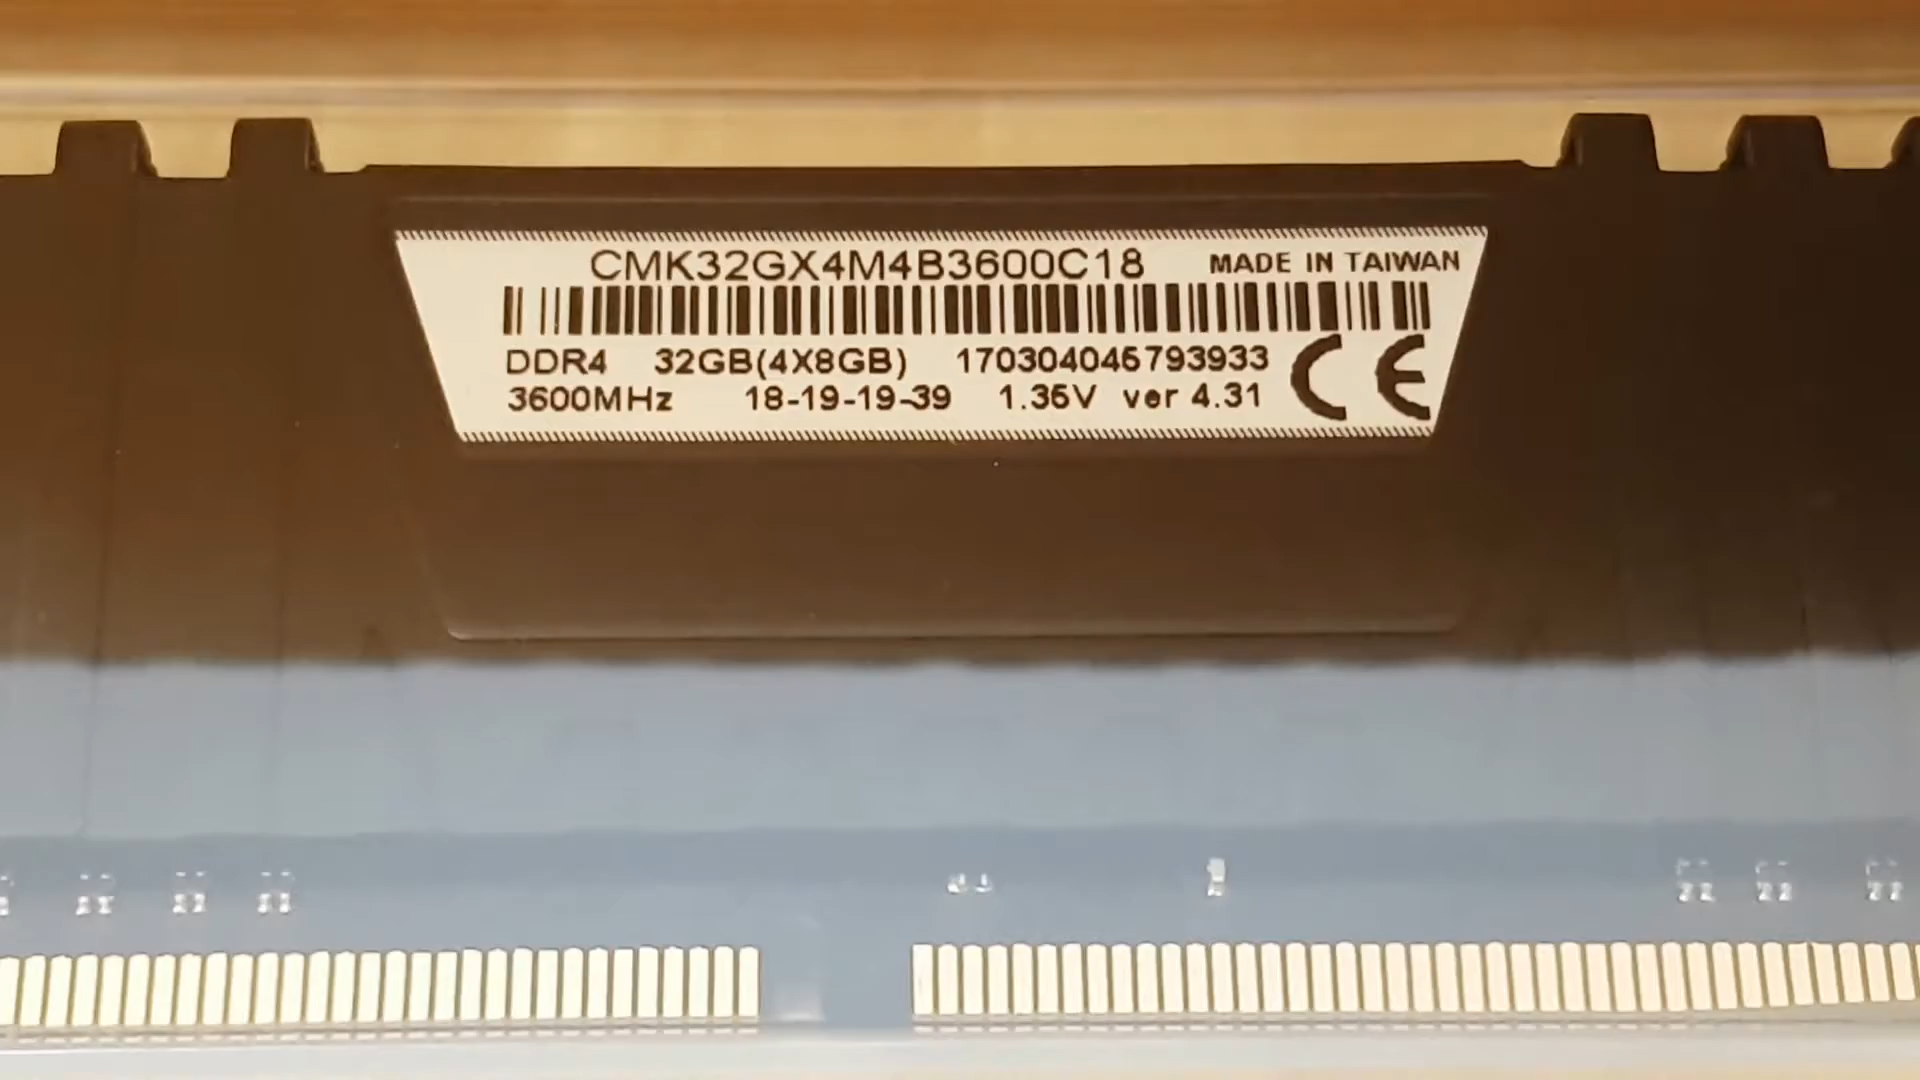 CMK32GX4M4B3600C18 MADE IN TAIWAN
DDR4 32GB(4X8GB) 170304045793933
3600MHz 18-19-19-39 1.35V ver 4.31
CE